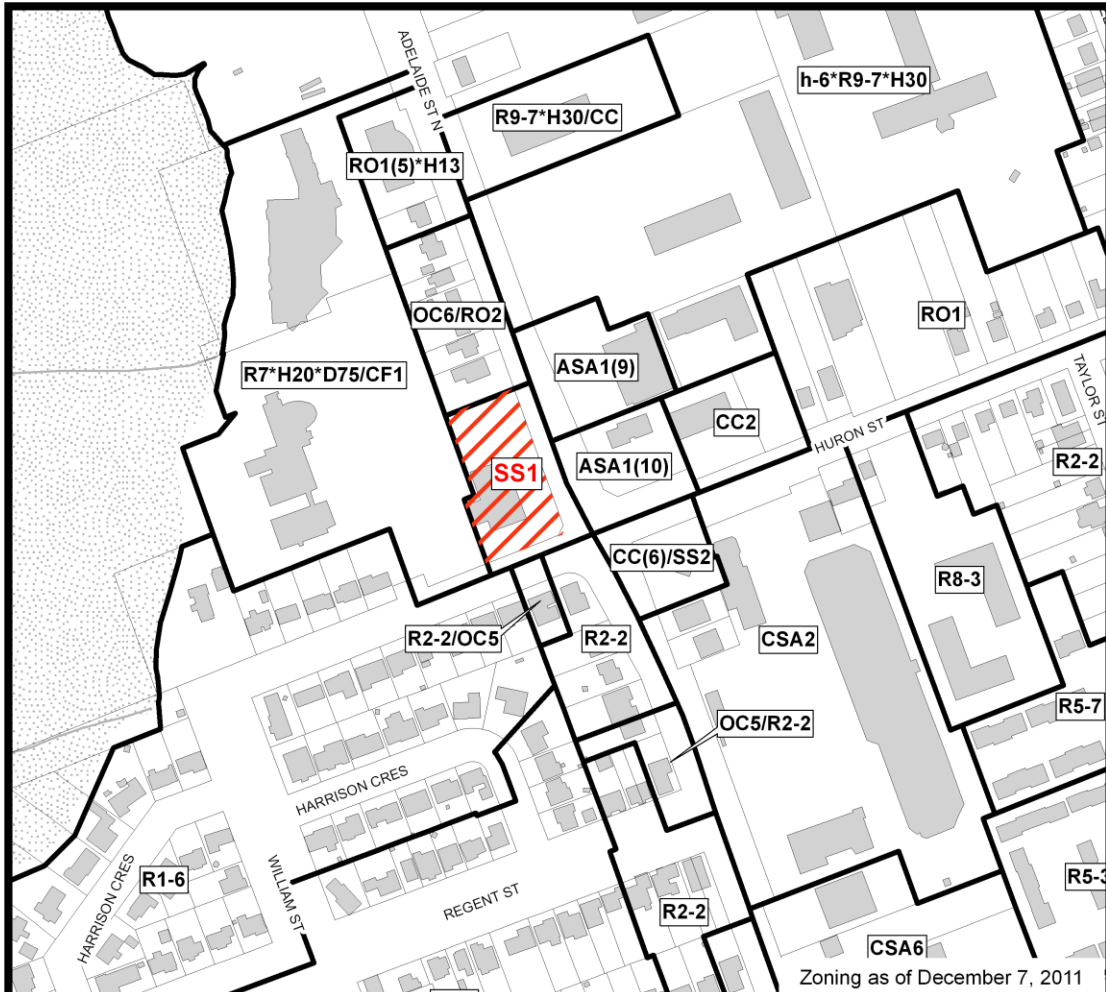 ADELAIDE ST N
h-6*R9-7*H30
R9-7*H30/CC
RO1(5)*H13
OC6/RO2
RO1
ASA1(9)
R7*H20*D75/CF1
TAYLOR ST
CC2
HURON ST
R2-2
ASA1(10)
SS1
CC(6)/SS2
R8-3
R2-2/OC5
R2-2
CSA2
R5-7
OC5/R2-2
HARRISON CRES
R1-6
HARRISON CRES
WILLIAM ST
REGENT ST
R5-3
R2-2
CSA6
Zoning as of December 7, 2011